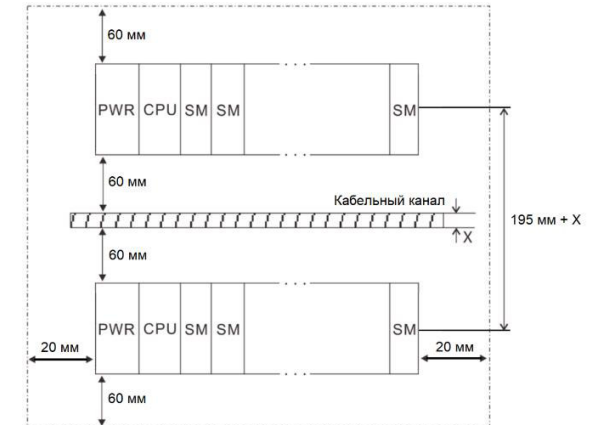 60 мм
. . .
PWR CPU SM SM SM
60 мм
Кабельный канал
195 мм + X
X
60 мм
. . .
PWR CPU SM SM SM
20 мм 20 мм
60 мм